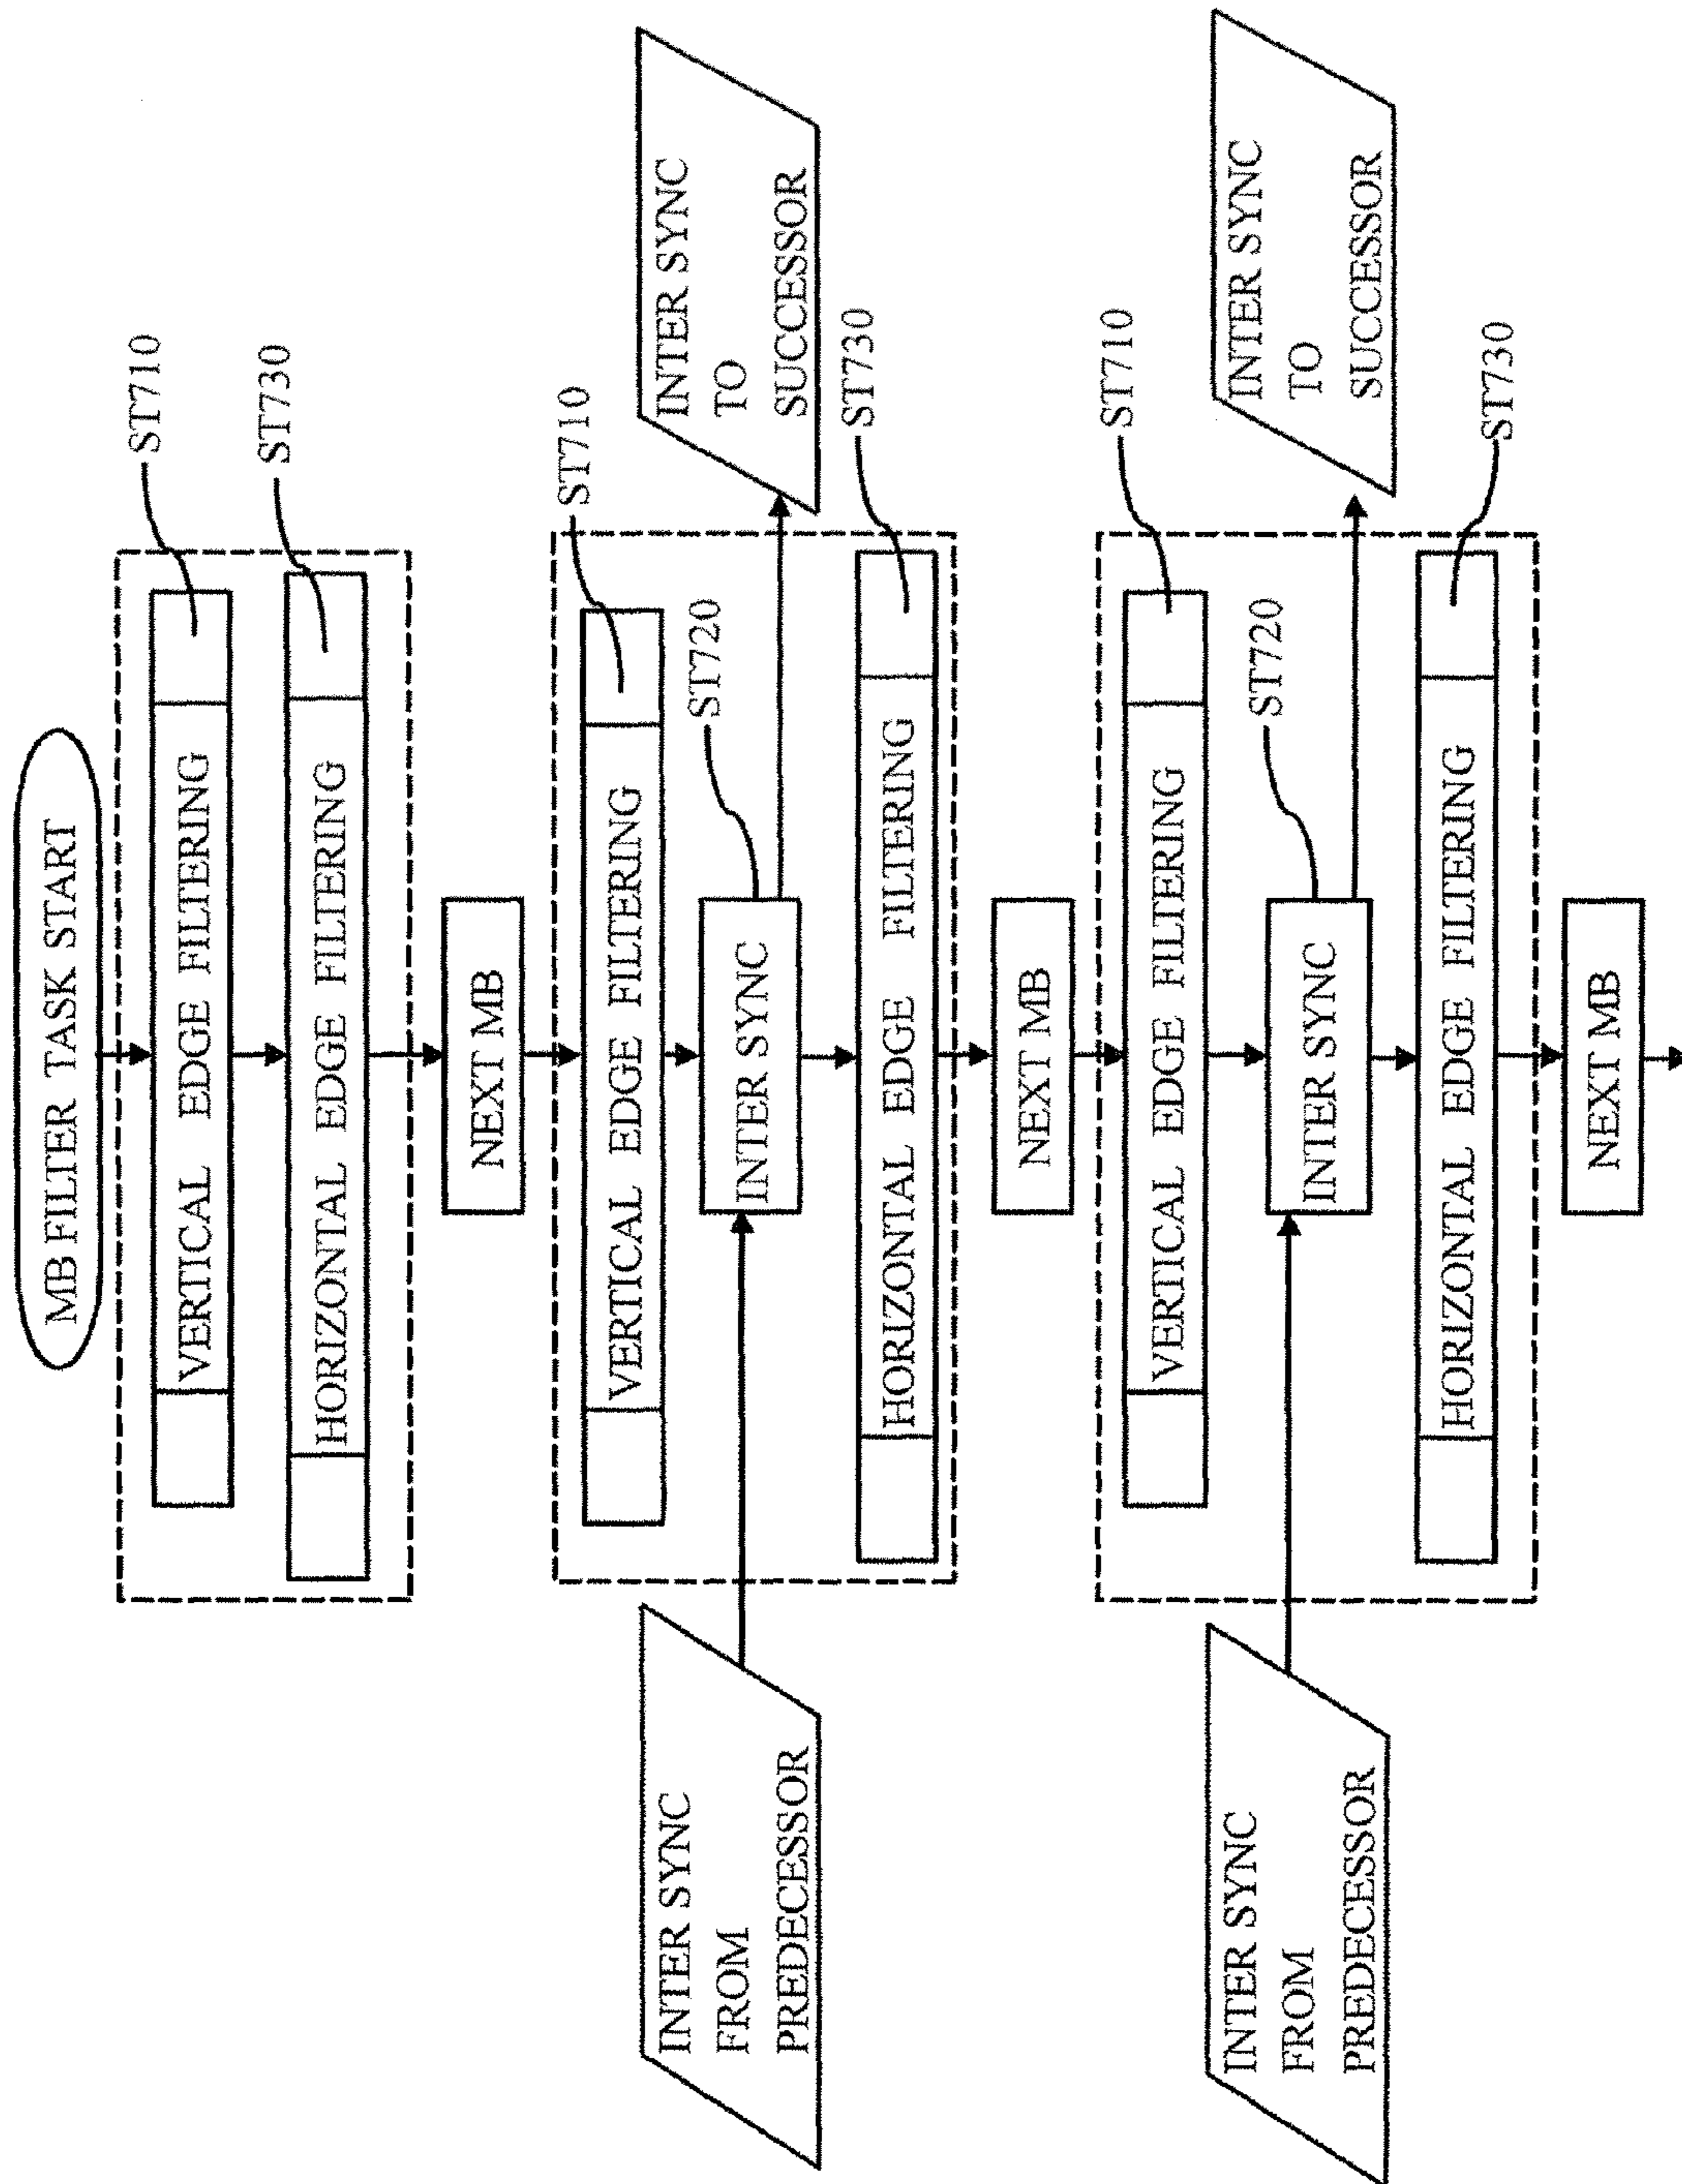 MB FILTER TASK START
VERTICAL EDGE FILTERING
ST710
HORIZONTAL EDGE FILTERING
ST730
NEXT MB
VERTICAL EDGE FILTERING
ST710
INTER SYNC
FROM
PREDECESSOR
INTER SYNC
ST720
INTER SYNC
TO
SUCCESSOR
HORIZONTAL EDGE FILTERING
ST730
NEXT MB
VERTICAL EDGE FILTERING
ST710
INTER SYNC
FROM
PREDECESSOR
INTER SYNC
ST720
INTER SYNC
TO
SUCCESSOR
HORIZONTAL EDGE FILTERING
ST730
NEXT MB